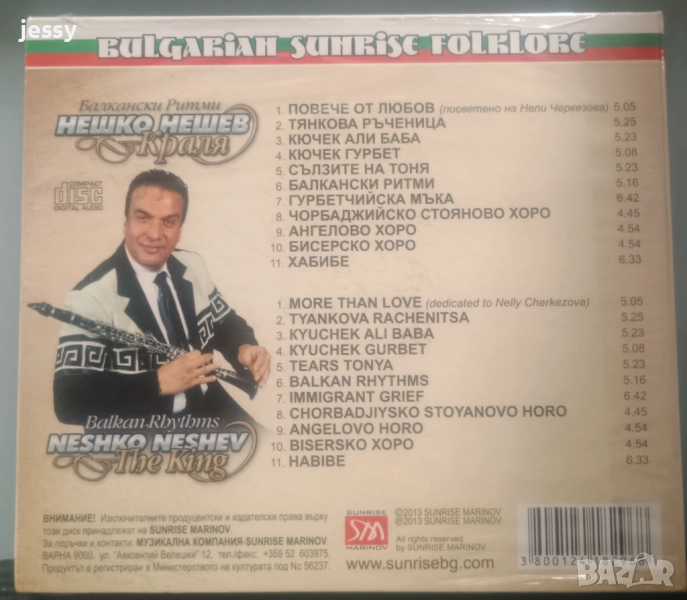 jessy
BULGARIAN SUNRISE FOLKLORE
Балкански Ритми
НЕШКО НЕШЕВ
Краля
COMPACT
disc
DIGITAL AUDIO
1. ПОВЕЧЕ ОТ ЛЮБОВ (посветено на Нели Черкезова) 5.05
2. ТЯНКОВА РЪЧЕНИЦА 5.25
3. КЮЧЕК АЛИ БАБА 5.23
4. КЮЧЕК ГУРБЕТ 5.08
5. СЪЛЗИТЕ НА ТОНЯ 5.23
6. БАЛКАНСКИ РИТМИ 5.16
7. ГУРБЕТЧИЙСКА МЪКА 6.42
8. ЧОРБАДЖИЙСКО СТОЯНОВО ХОРО 4.45
9. АНГЕЛОВО ХОРО 4.54
10. БИСЕРСКО ХОРО 4.54
11. ХАБИБЕ 6.33
1. MORE THAN LOVE (dedicated to Nelly Cherkezova) 5.05
2. TYANKOVA RACHENITSA 5.25
3. KYUCHEK ALI BABA 5.23
4. KYUCHEK GURBET 5.08
5. TEARS TONYA 5.23
6. BALKAN RHYTHMS 5.16
7. IMMIGRANT GRIEF 6.42
8. CHORBADJIYSKO STOYANOVO HORO 4.45
9. ANGELOVO HORO 4.54
10. BISERSKO ХОРО 4.54
11. HABIBE 6.33
Balkan Rhythms
NESHKO NESHEV
The King
ВНИМАНИЕ! Изключителните продуцентски и издателски права върху
този диск принадлежат на SUNRISE MARINOV.
За поръчки и контакти: МУЗИКАЛНА КОМПАНИЯ-SUNRISE MARINOV
ВАРНА 9000, ул. "Авксентий Велешки" 12, тел./факс: +359 52 603975.
Продуктът е регистриран в Министерството на културата под No 56237.
SUNRISE
SM
MARINOV
©2013 SUNRISE MARINOV
℗2013 SUNRISE MARINOV
All rights reserved
by SUNRISE MARINOV
www.sunrisebg.com
BAZAR